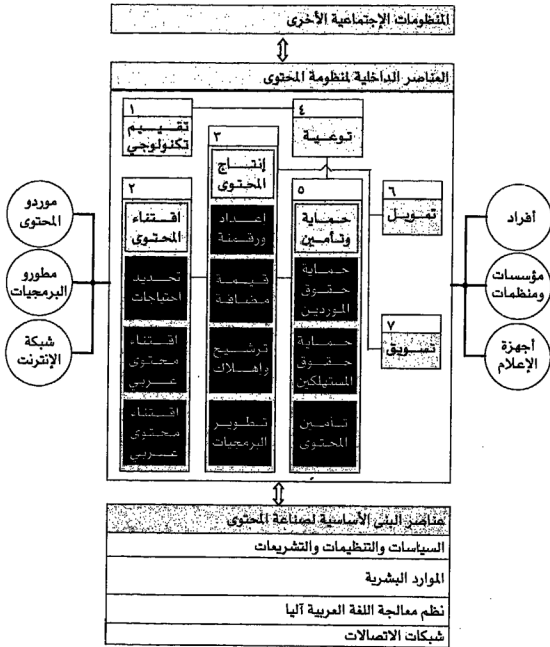 المنظومات الإجتماعية الأخرى
العناصر الداخلية لمنظومة المحتوى
١
تقييم
تكنولوجي
٤
توعية
٣
إنتاج
المحتوى
اعداد
ورقمنة
قيمة
مضافة
ترشيح
واهلاك
تطوير
البرمجيات
٢
اقتناء
المحتوى
تحديد
احتياجات
اقتناء
محتوى
عربي
اقتناء
محتوى
عربي
٥
حماية
وتأمين
حماية
حقوق
الموردين
حماية
حقوق
المستهلكين
تأمين
المحتوى
٦
تمويل
٧
تسويق
أفراد
مؤسسات
ومنظمات
أجهزة
الإعلام
موردو
المحتوى
مطورو
البرمجيات
شبكة
الإنترنت
عناصر البنى الأساسية لصناعة المحتوى
السياسات والتنظيمات والتشريعات
الموارد البشرية
نظم معالجة اللغة العربية آليا
شبكات الاتصالات